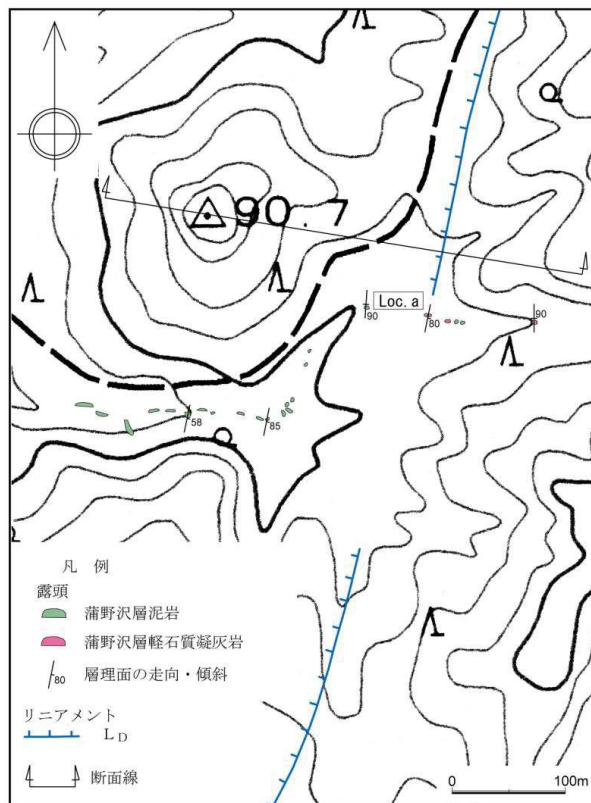 90.7
Loc. a
90
80
90
58
85
凡 例
露頭
蒲野沢層泥岩
蒲野沢層軽石質凝灰岩
80
層理面の走向・傾斜
リニアメント
LD
断面線
0
100m